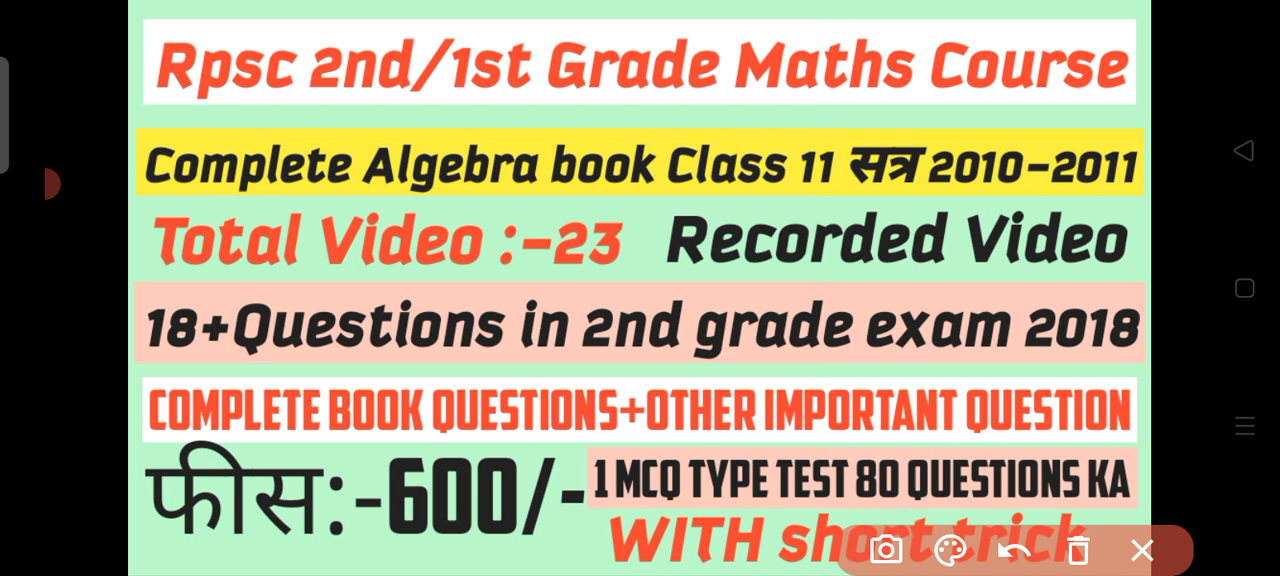 Rpsc 2nd/1st Grade Maths Course
Complete Algebra book Class 11 सत्र 2010-2011
Total Video :-23 Recorded Video
18+Questions in 2nd grade exam 2018
COMPLETE BOOK QUESTIONS+OTHER IMPORTANT QUESTION
फीस:-600/- 1 MCQ TYPE TEST 80 QUESTIONS KA
WITH short trick